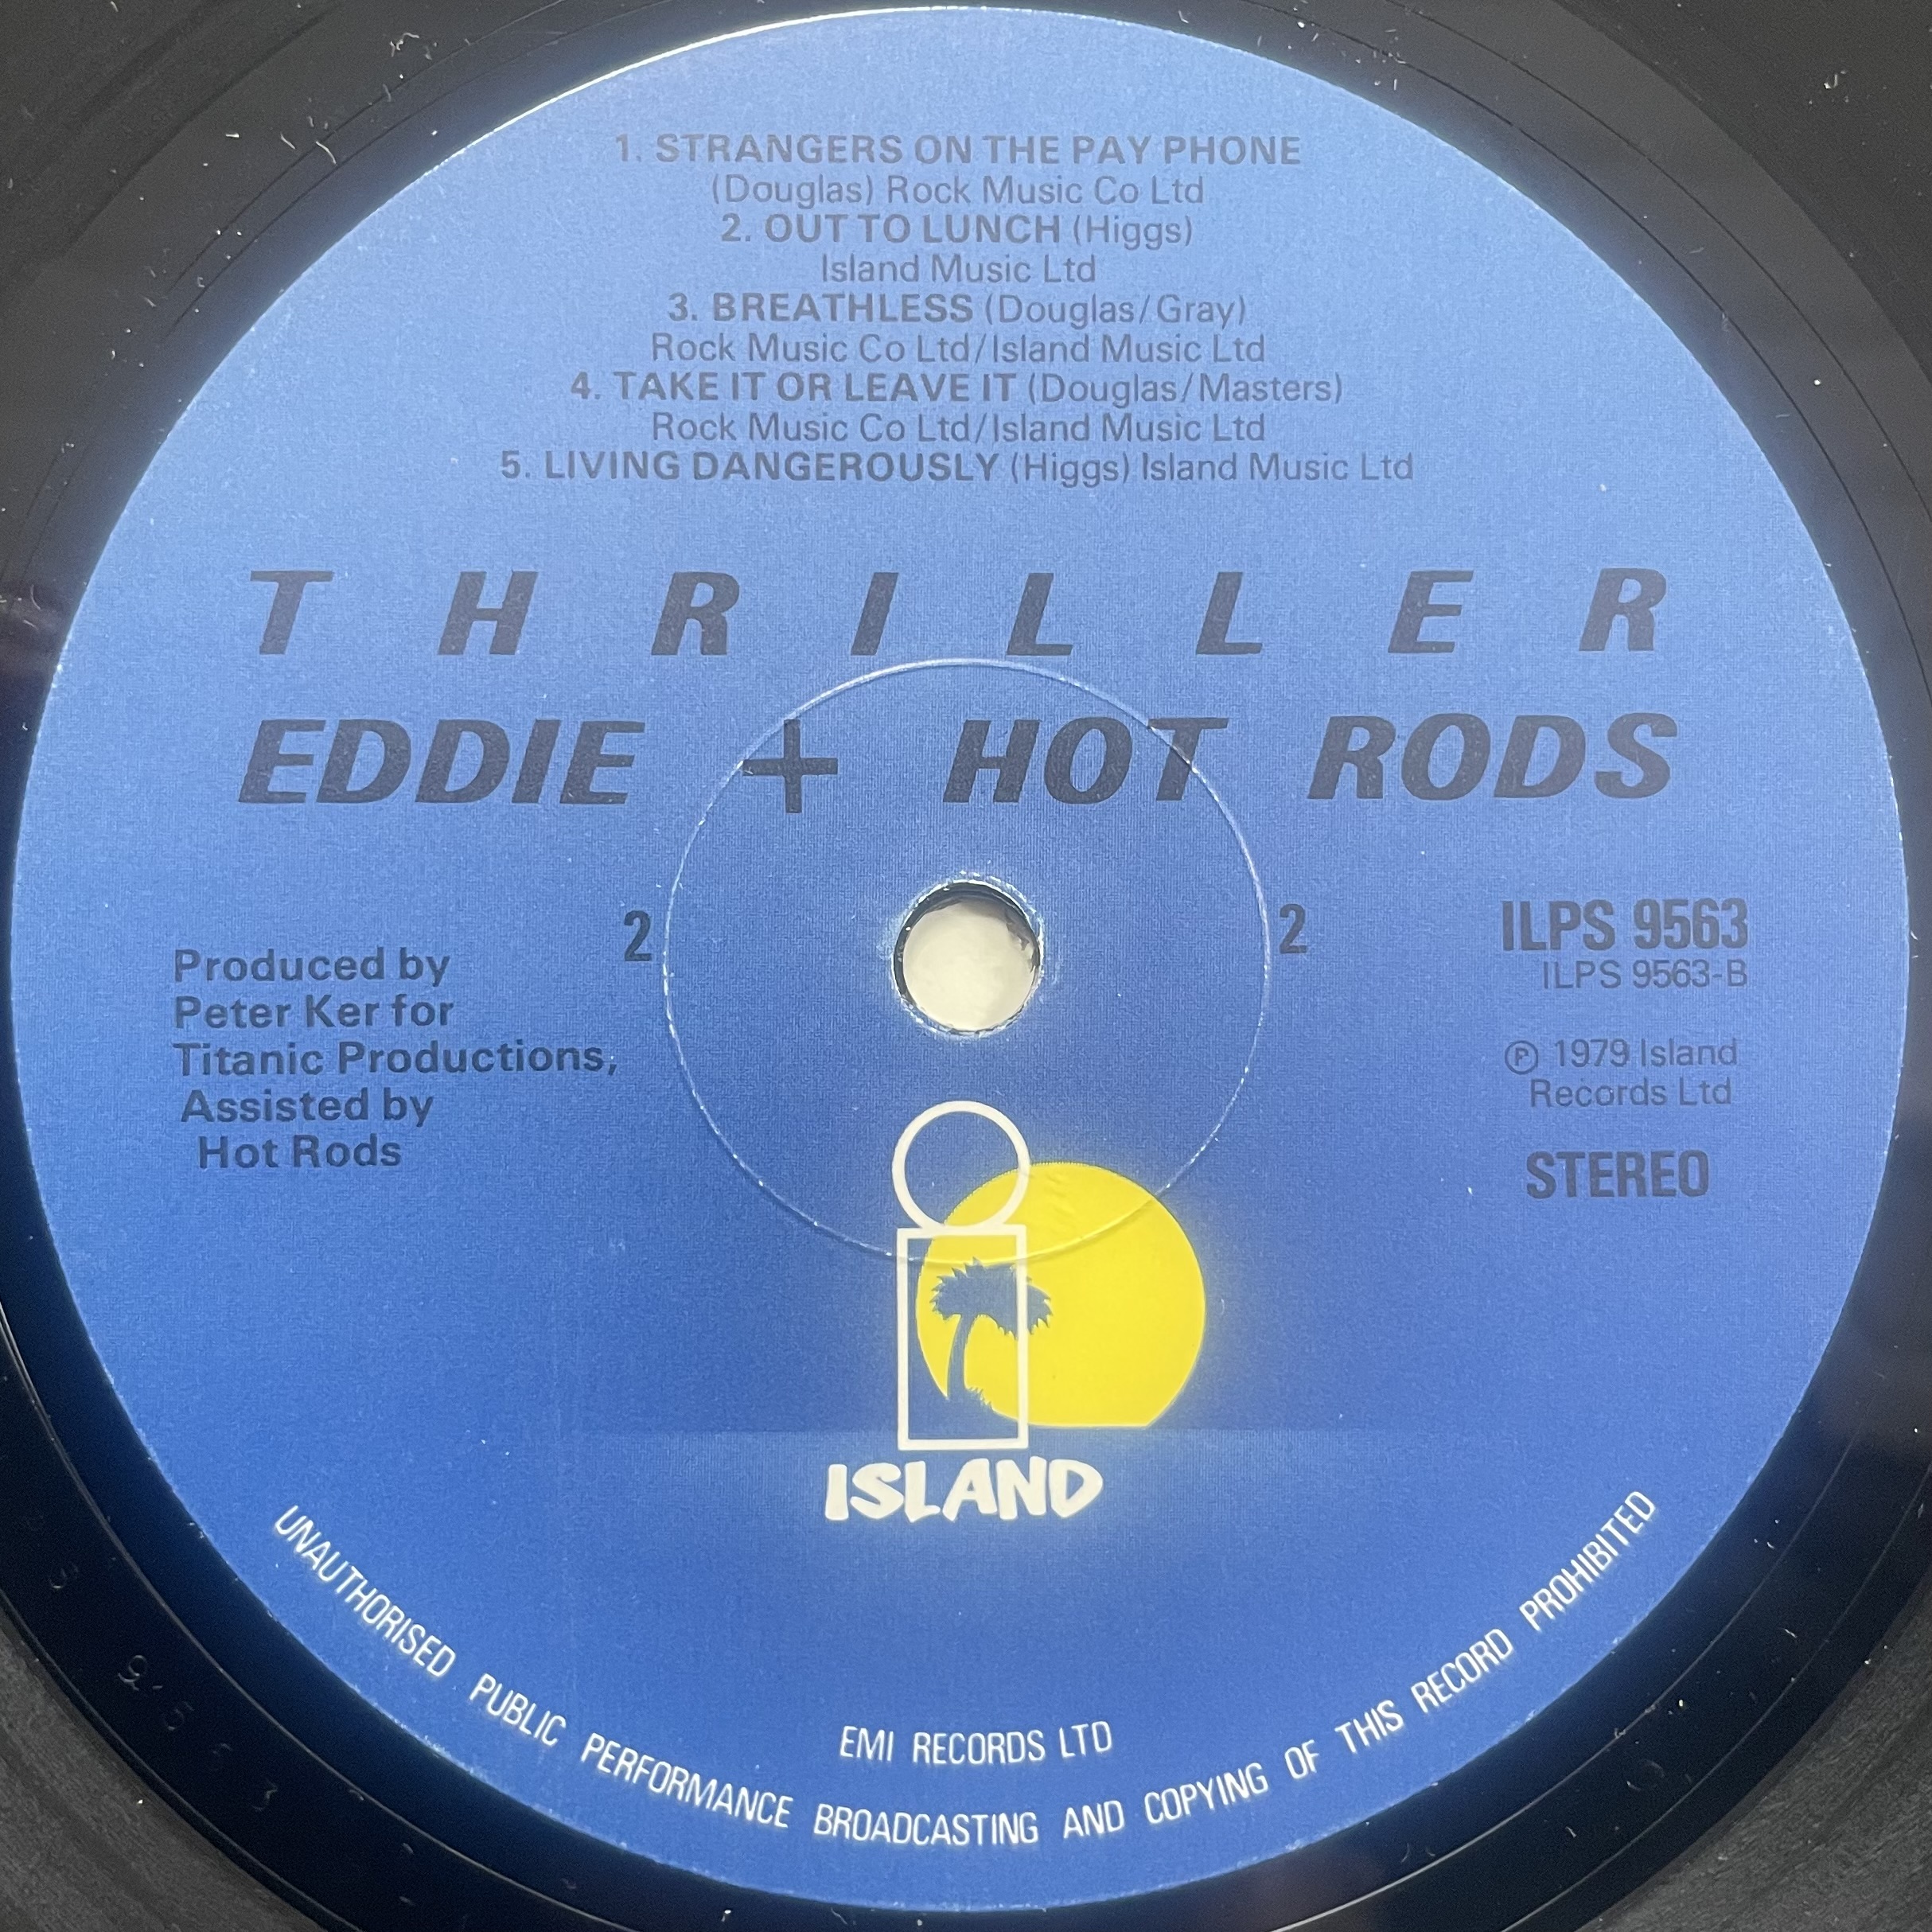 1. STRANGERS ON THE PAY PHONE
(Douglas) Rock Music Co Ltd
2. OUT TO LUNCH (Higgs)
Island Music Ltd
3. BREATHLESS (Douglas/Gray)
Rock Music Co Ltd/Island Music Ltd
4. TAKE IT OR LEAVE IT (Douglas/Masters)
Rock Music Co Ltd/Island Music Ltd
5. LIVING DANGEROUSLY (Higgs) Island Music Ltd
THRILLER
EDDIE + HOT RODS
2
2
Produced by
Peter Ker for
Titanic Productions,
Assisted by
Hot Rods
ILPS 9563
ILPS 9563-B
Ⓟ 1979 Island
Records Ltd
STEREO
ISLAND
EMI RECORDS LTD
UNAUTHORISED PUBLIC PERFORMANCE BROADCASTING AND COPYING OF THIS RECORD PROHIBITED